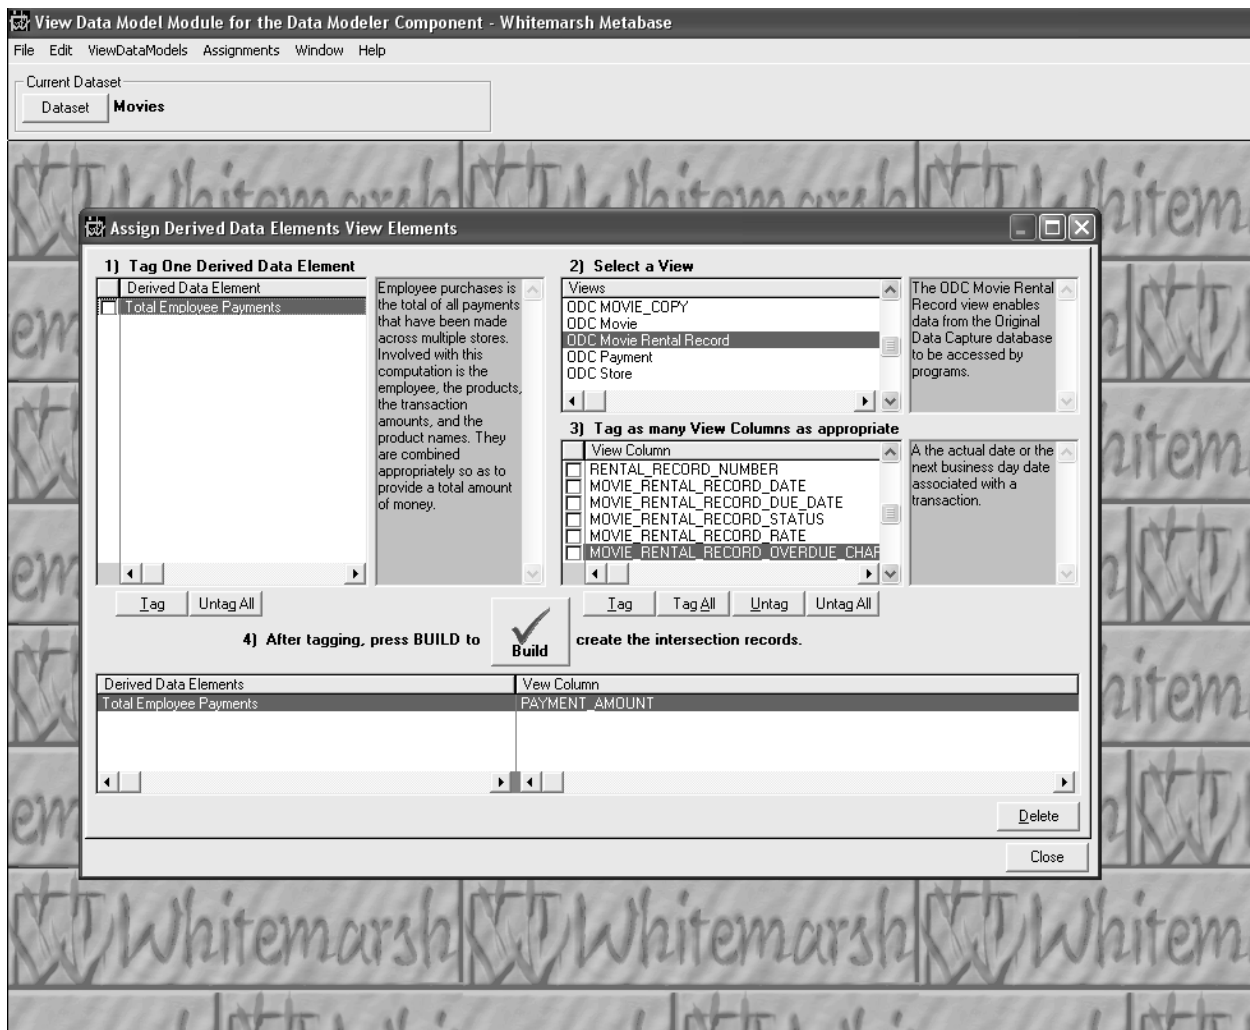 View Data Model Module for the Data Modeler Component - Whitemarsh Metabase
File Edit ViewDataModels Assignments Window Help
Current Dataset
Dataset Movies
Assign Derived Data Elements View Elements
1) Tag One Derived Data Element
Derived Data Element
Total Employee Payments
Employee purchases is
the total of all payments
that have been made
across multiple stores.
Involved with this
computation is the
employee, the products,
the transaction
amounts, and the
product names. They
are combined
appropriately so as to
provide a total amount
of money.
Tag Untag All
2) Select a View
Views
ODC MOVIE_COPY
ODC Movie
ODC Movie Rental Record
ODC Payment
ODC Store
The ODC Movie Rental
Record view enables
data from the Original
Data Capture database
to be accessed by
programs.
3) Tag as many View Columns as appropriate
View Column
RENTAL_RECORD_NUMBER
MOVIE_RENTAL_RECORD_DATE
MOVIE_RENTAL_RECORD_DUE_DATE
MOVIE_RENTAL_RECORD_STATUS
MOVIE_RENTAL_RECORD_RATE
MOVIE_RENTAL_RECORD_OVERDUE_CHAR
A the actual date or the
next business day date
associated with a
transaction.
Tag Tag All Untag Untag All
4) After tagging, press BUILD to Build create the intersection records.
Derived Data Elements Vew Column
Total Employee Payments PAYMENT_AMOUNT
Delete
Close
Whitemarsh Whitemarsh Whitem